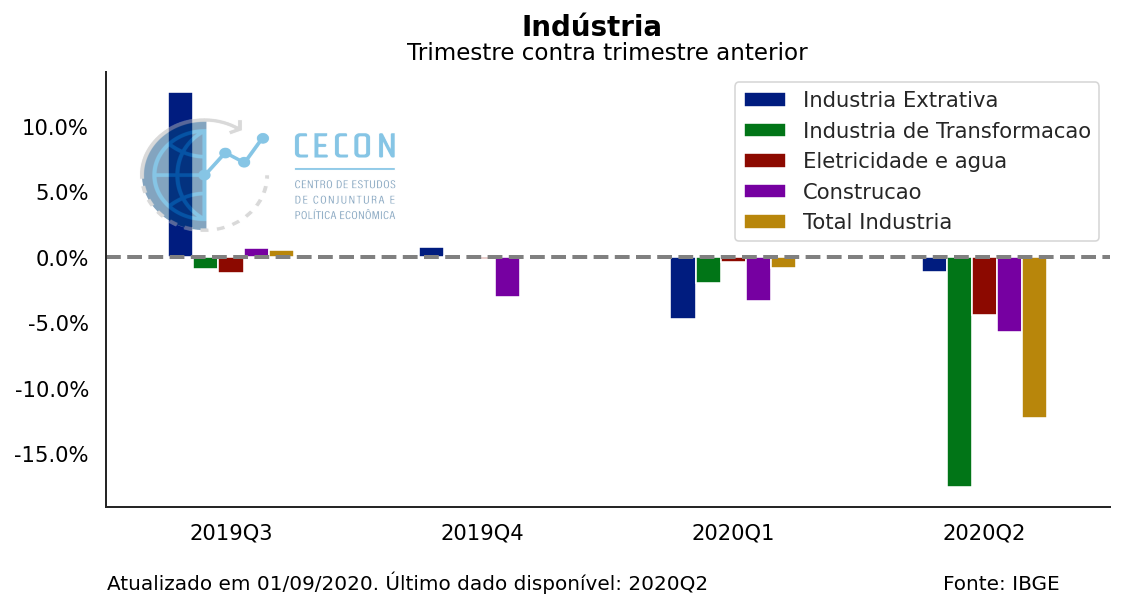 Indústria
Trimestre contra trimestre anterior
10.0%
5.0%
0.0%
-5.0%
-10.0%
-15.0%
CECON
CENTRO DE ESTUDOS
DE CONJUNTURA E
POLÍTICA ECONÔMICA
Industria Extrativa
Industria de Transformacao
Eletricidade e agua
Construcao
Total Industria
2019Q3 2019Q4 2020Q1 2020Q2
Atualizado em 01/09/2020. Último dado disponível: 2020Q2 Fonte: IBGE